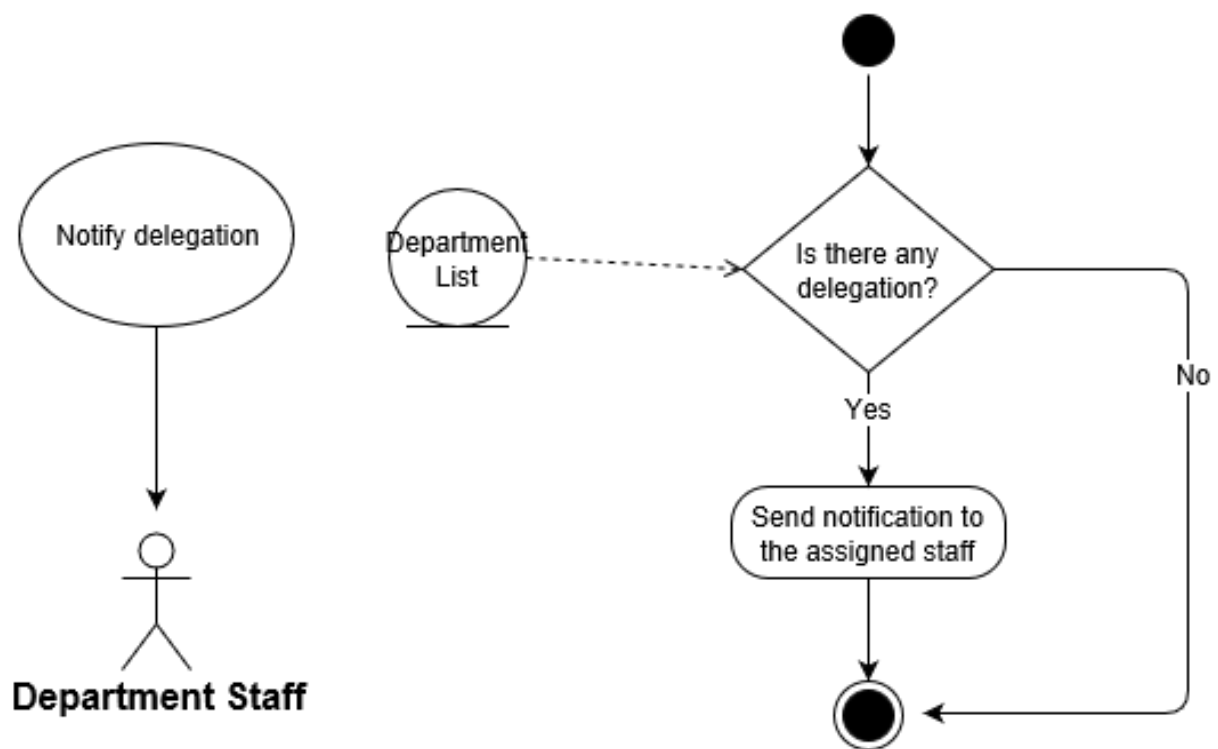 Notify delegation
Department Staff
Department
List
Is there any
delegation?
No
Yes
Send notification to
the assigned staff